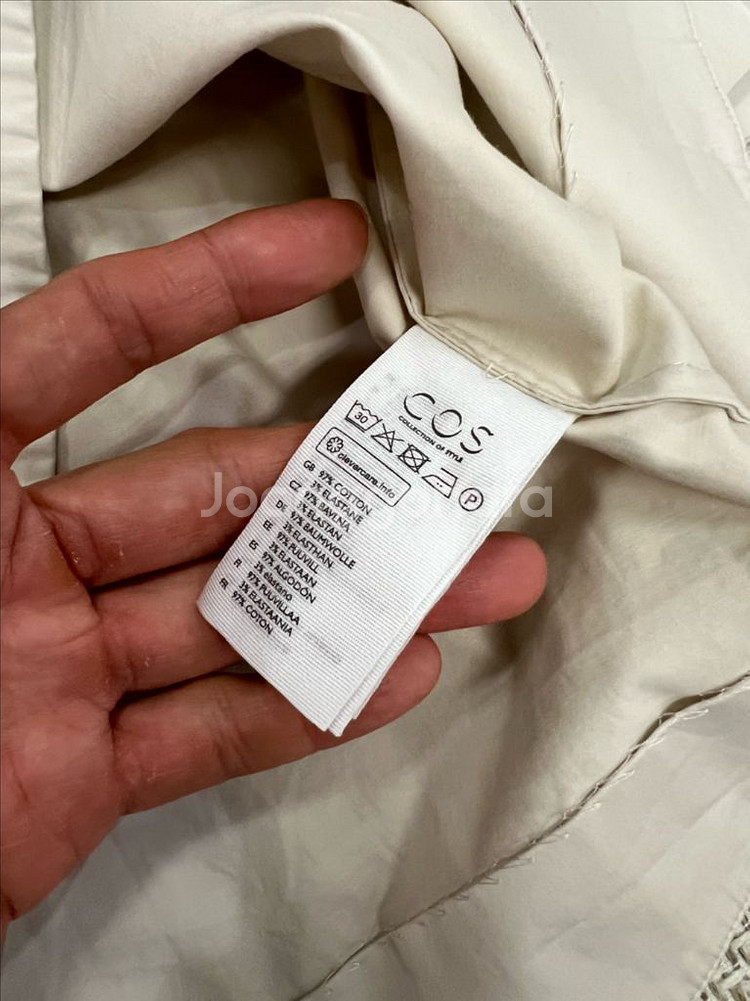 COS
COLLECTION OF STYLE
30
P
clevercare.info
GB 97% COTTON
3% ELASTANE
CZ 97% BAVLNA
3% ELASTAN
DE 97% BAUMWOLLE
3% ELASTHAN
EE 97% PUUVILL
3% ELASTAAN
ES 97% ALGODÓN
3% elastano
FI 97% PUUVILLAA
3% ELASTAANIA
FR 97% COTON